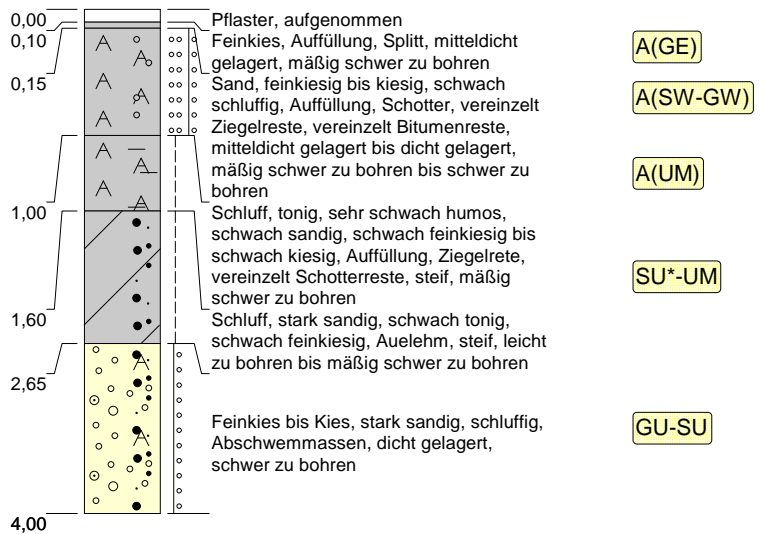 0,00
Pflaster, aufgenommen
0,10
Feinkies, Auffüllung, Splitt, mitteldicht
gelagert, mäßig schwer zu bohren
A(GE)
0,15
Sand, feinkiesig bis kiesig, schwach
schluffig, Auffüllung, Schotter, vereinzelt
Ziegelreste, vereinzelt Bitumenreste,
mitteldicht gelagert bis dicht gelagert,
mäßig schwer zu bohren bis schwer zu
bohren
A(SW-GW)
A(UM)
1,00
Schluff, tonig, sehr schwach humos,
schwach sandig, schwach feinkiesig bis
schwach kiesig, Auffüllung, Ziegelrete,
vereinzelt Schotterreste, steif, mäßig
schwer zu bohren
SU*-UM
1,60
Schluff, stark sandig, schwach tonig,
schwach feinkiesig, Auelehm, steif, leicht
zu bohren bis mäßig schwer zu bohren
2,65
Feinkies bis Kies, stark sandig, schluffig,
Abschwemmassen, dicht gelagert,
schwer zu bohren
GU-SU
4,00
A
A
A
A
A
A
A
A
A
A